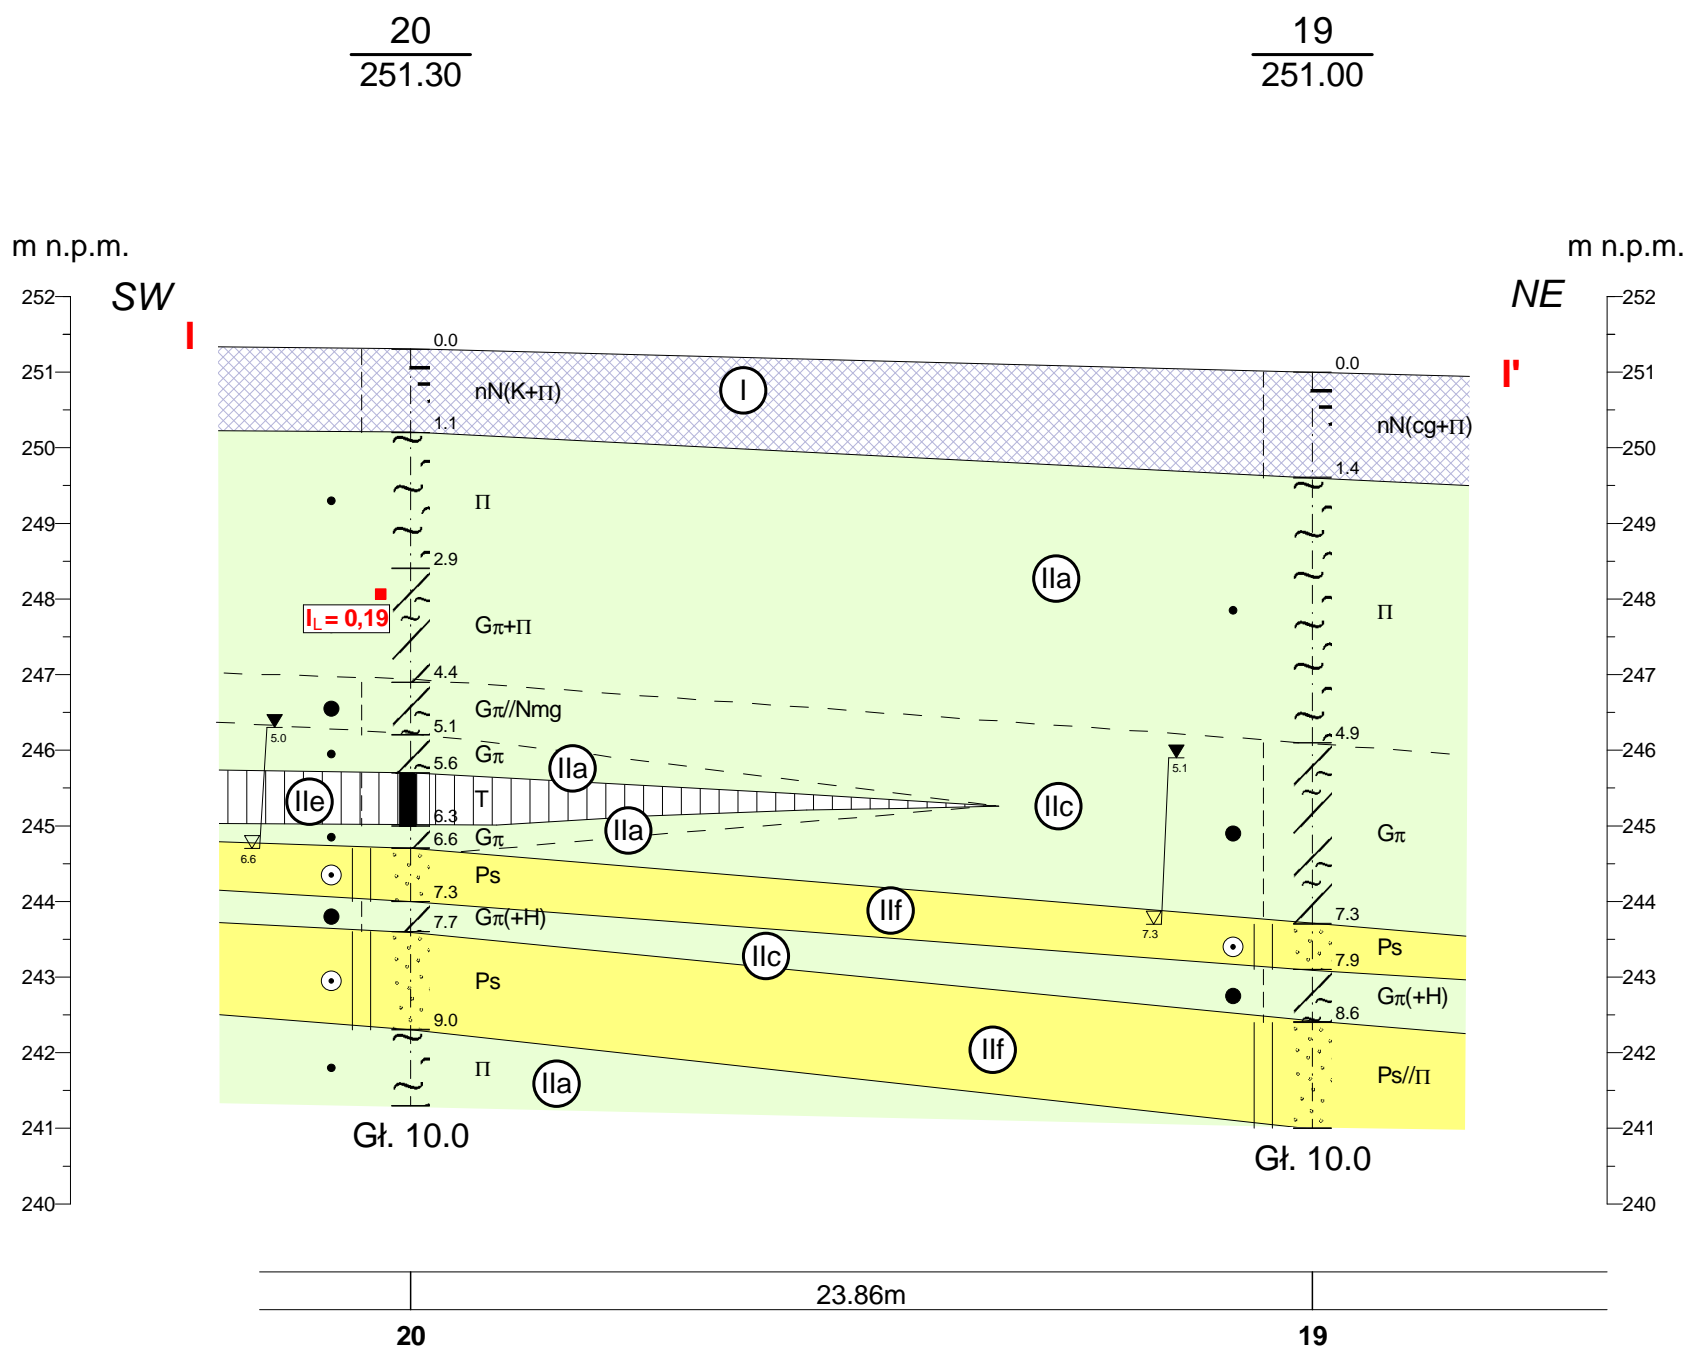 20
251.30
19
251.00
m n.p.m.
m n.p.m.
SW
NE
I
I'
252
251
250
249
248
247
246
245
244
243
242
241
240
252
251
250
249
248
247
246
245
244
243
242
241
240
0.0
nN(K+Π)
1.1
Π
2.9
I_L = 0,19
Gπ+Π
4.4
Gπ//Nmg
5.1
Gπ
5.6
T
6.3
Gπ
6.6
Ps
7.3
Gπ(+H)
7.7
Ps
9.0
Π
Gł. 10.0
5.0
6.6
I
IIa
IIa
IIe
IIa
IIc
IIf
IIc
IIf
IIa
0.0
nN(cg+Π)
1.4
Π
4.9
5.1
Gπ
7.3
7.3
Ps
7.9
Gπ(+H)
8.6
Ps//Π
Gł. 10.0
23.86m
20
19